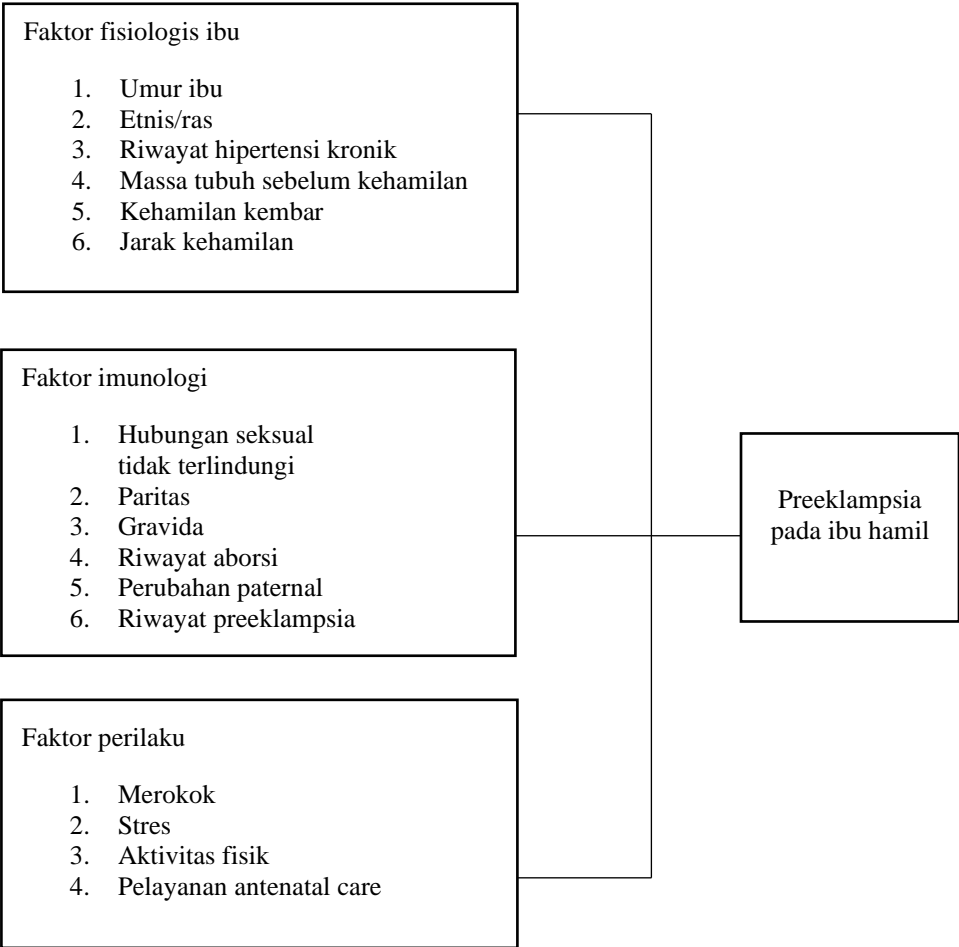 Faktor fisiologis ibu
1. Umur ibu
2. Etnis/ras
3. Riwayat hipertensi kronik
4. Massa tubuh sebelum kehamilan
5. Kehamilan kembar
6. Jarak kehamilan
Faktor imunologi
1. Hubungan seksual
tidak terlindungi
2. Paritas
3. Gravida
4. Riwayat aborsi
5. Perubahan paternal
6. Riwayat preeklampsia
Preeklampsia
pada ibu hamil
Faktor perilaku
1. Merokok
2. Stres
3. Aktivitas fisik
4. Pelayanan antenatal care